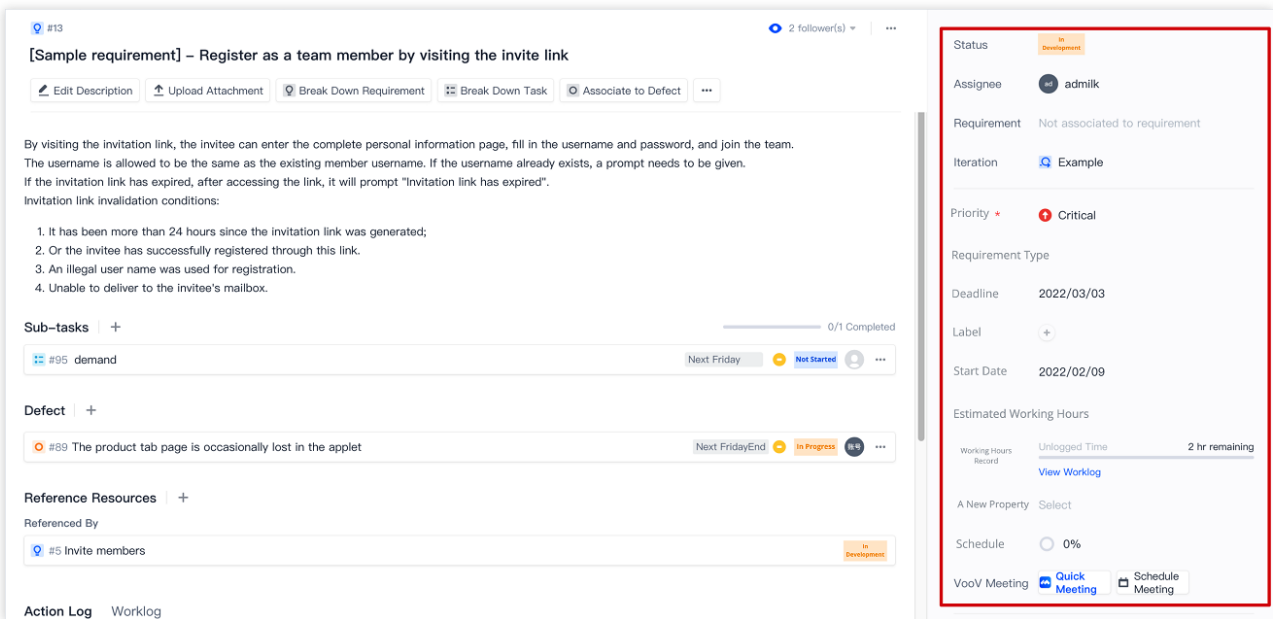 #13
2 follower(s)
[Sample requirement] – Register as a team member by visiting the invite link
Edit Description
Upload Attachment
Break Down Requirement
Break Down Task
Associate to Defect
By visiting the invitation link, the invitee can enter the complete personal information page, fill in the username and password, and join the team.
The username is allowed to be the same as the existing member username. If the username already exists, a prompt needs to be given.
If the invitation link has expired, after accessing the link, it will prompt "Invitation link has expired".
Invitation link invalidation conditions:
1. It has been more than 24 hours since the invitation link was generated;
2. Or the invitee has successfully registered through this link.
3. An illegal user name was used for registration.
4. Unable to deliver to the invitee's mailbox.
Sub-tasks
0/1 Completed
#95 demand
Next Friday
Not Started
Defect
#89 The product tab page is occasionally lost in the applet
Next FridayEnd
In Progress
账号
Reference Resources
Referenced By
#5 Invite members
In
Development
Action Log
Worklog
Status
In
Development
Assignee
ad
admilk
Requirement
Not associated to requirement
Iteration
Example
Priority *
Critical
Requirement Type
Deadline
2022/03/03
Label
Start Date
2022/02/09
Estimated Working Hours
Working Hours
Record
Unlogged Time
2 hr remaining
View Worklog
A New Property
Select
Schedule
0%
VooV Meeting
Quick
Meeting
Schedule
Meeting